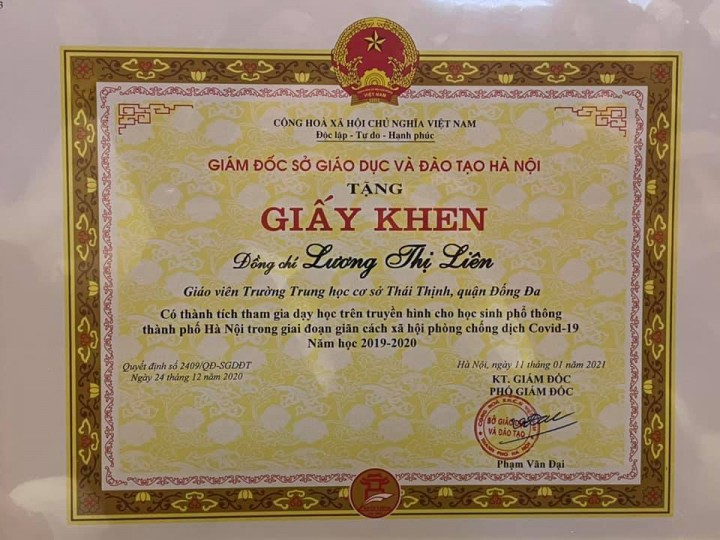 3
VIỆT NAM
CỘNG HOÀ XÃ HỘI CHỦ NGHĨA VIỆT NAM
Độc lập - Tự do - Hạnh phúc
GIÁM ĐỐC SỞ GIÁO DỤC VÀ ĐÀO TẠO HÀ NỘI
TẶNG
GIẤY KHEN
Đồng chí Lương Thị Liên
Giáo viên Trường Trung học cơ sở Thái Thịnh, quận Đống Đa
Có thành tích tham gia dạy học trên truyền hình cho học sinh phổ thông
thành phố Hà Nội trong giai đoạn giãn cách xã hội phòng chống dịch Covid-19
Năm học 2019-2020
Quyết định số 2409/QĐ-SGDĐT
Ngày 24 tháng 12 năm 2020
Hà Nội, ngày 11 tháng 01 năm 2021
KT. GIÁM ĐỐC
PHÓ GIÁM ĐỐC
SỞ GIÁO DỤC
VÀ ĐÀO TẠO
Phạm Văn Đại